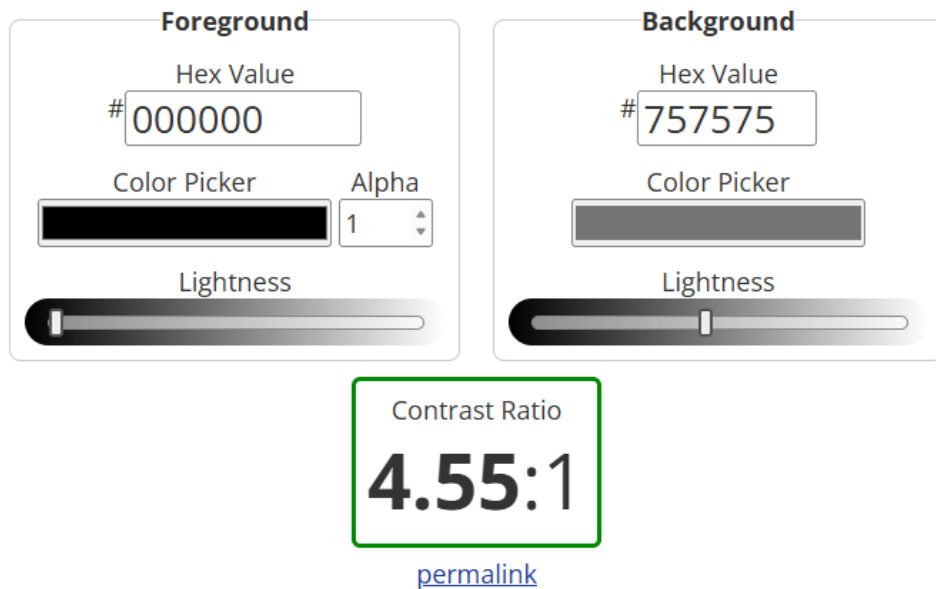 Foreground
Hex Value
#000000
Color Picker Alpha
1
Lightness
Background
Hex Value
#757575
Color Picker
Lightness
Contrast Ratio
4.55:1
permalink